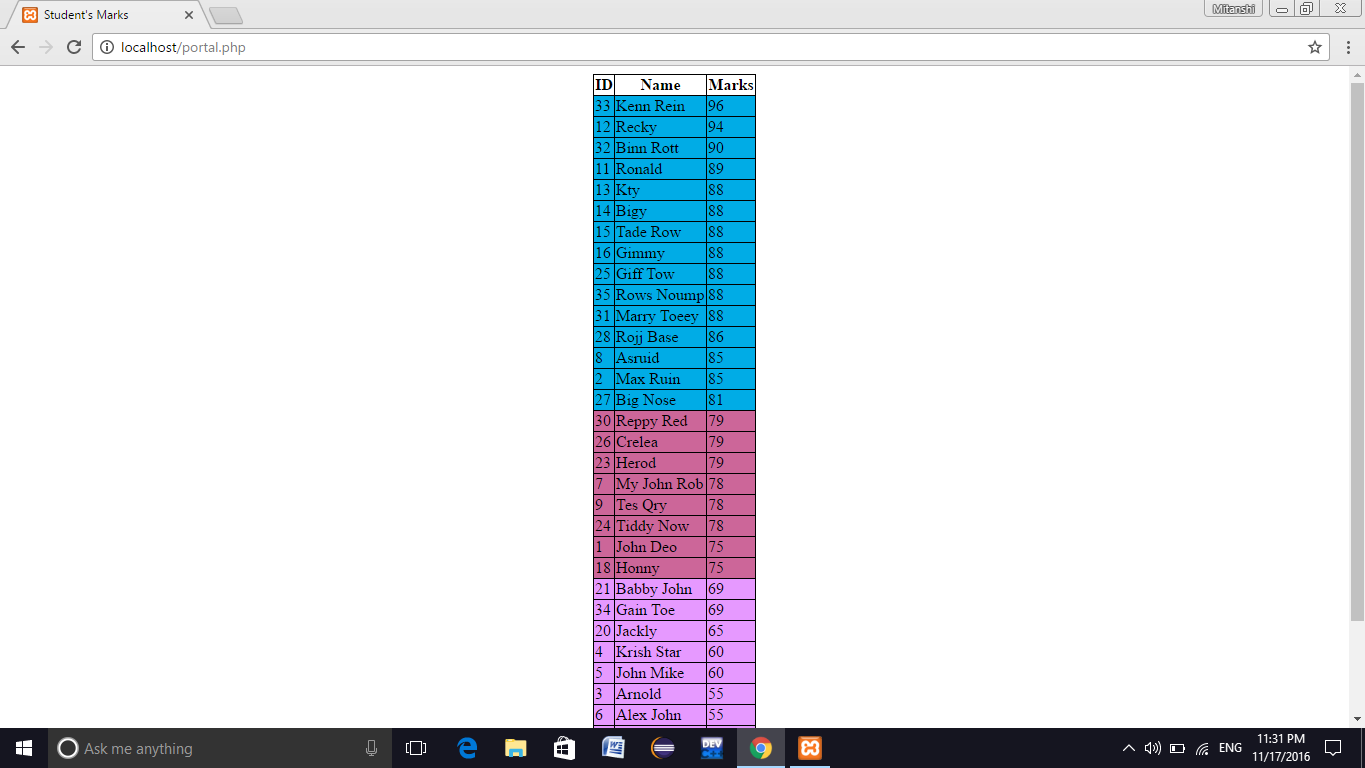 Student's Marks
Mitanshi
localhost/portal.php
ID Name Marks
33 Kenn Rein 96
12 Recky 94
32 Binn Rott 90
11 Ronald 89
13 Kty 88
14 Bigy 88
15 Tade Row 88
16 Gimmy 88
25 Giff Tow 88
35 Rows Noump 88
31 Marry Toeey 88
28 Rojj Base 86
8 Asruid 85
2 Max Ruin 85
27 Big Nose 81
30 Reppy Red 79
26 Crelea 79
23 Herod 79
7 My John Rob 78
9 Tes Qry 78
24 Tiddy Now 78
1 John Deo 75
18 Honny 75
21 Babby John 69
34 Gain Toe 69
20 Jackly 65
4 Krish Star 60
5 John Mike 60
3 Arnold 55
6 Alex John 55
Ask me anything
DEV
ENG
11:31 PM
11/17/2016